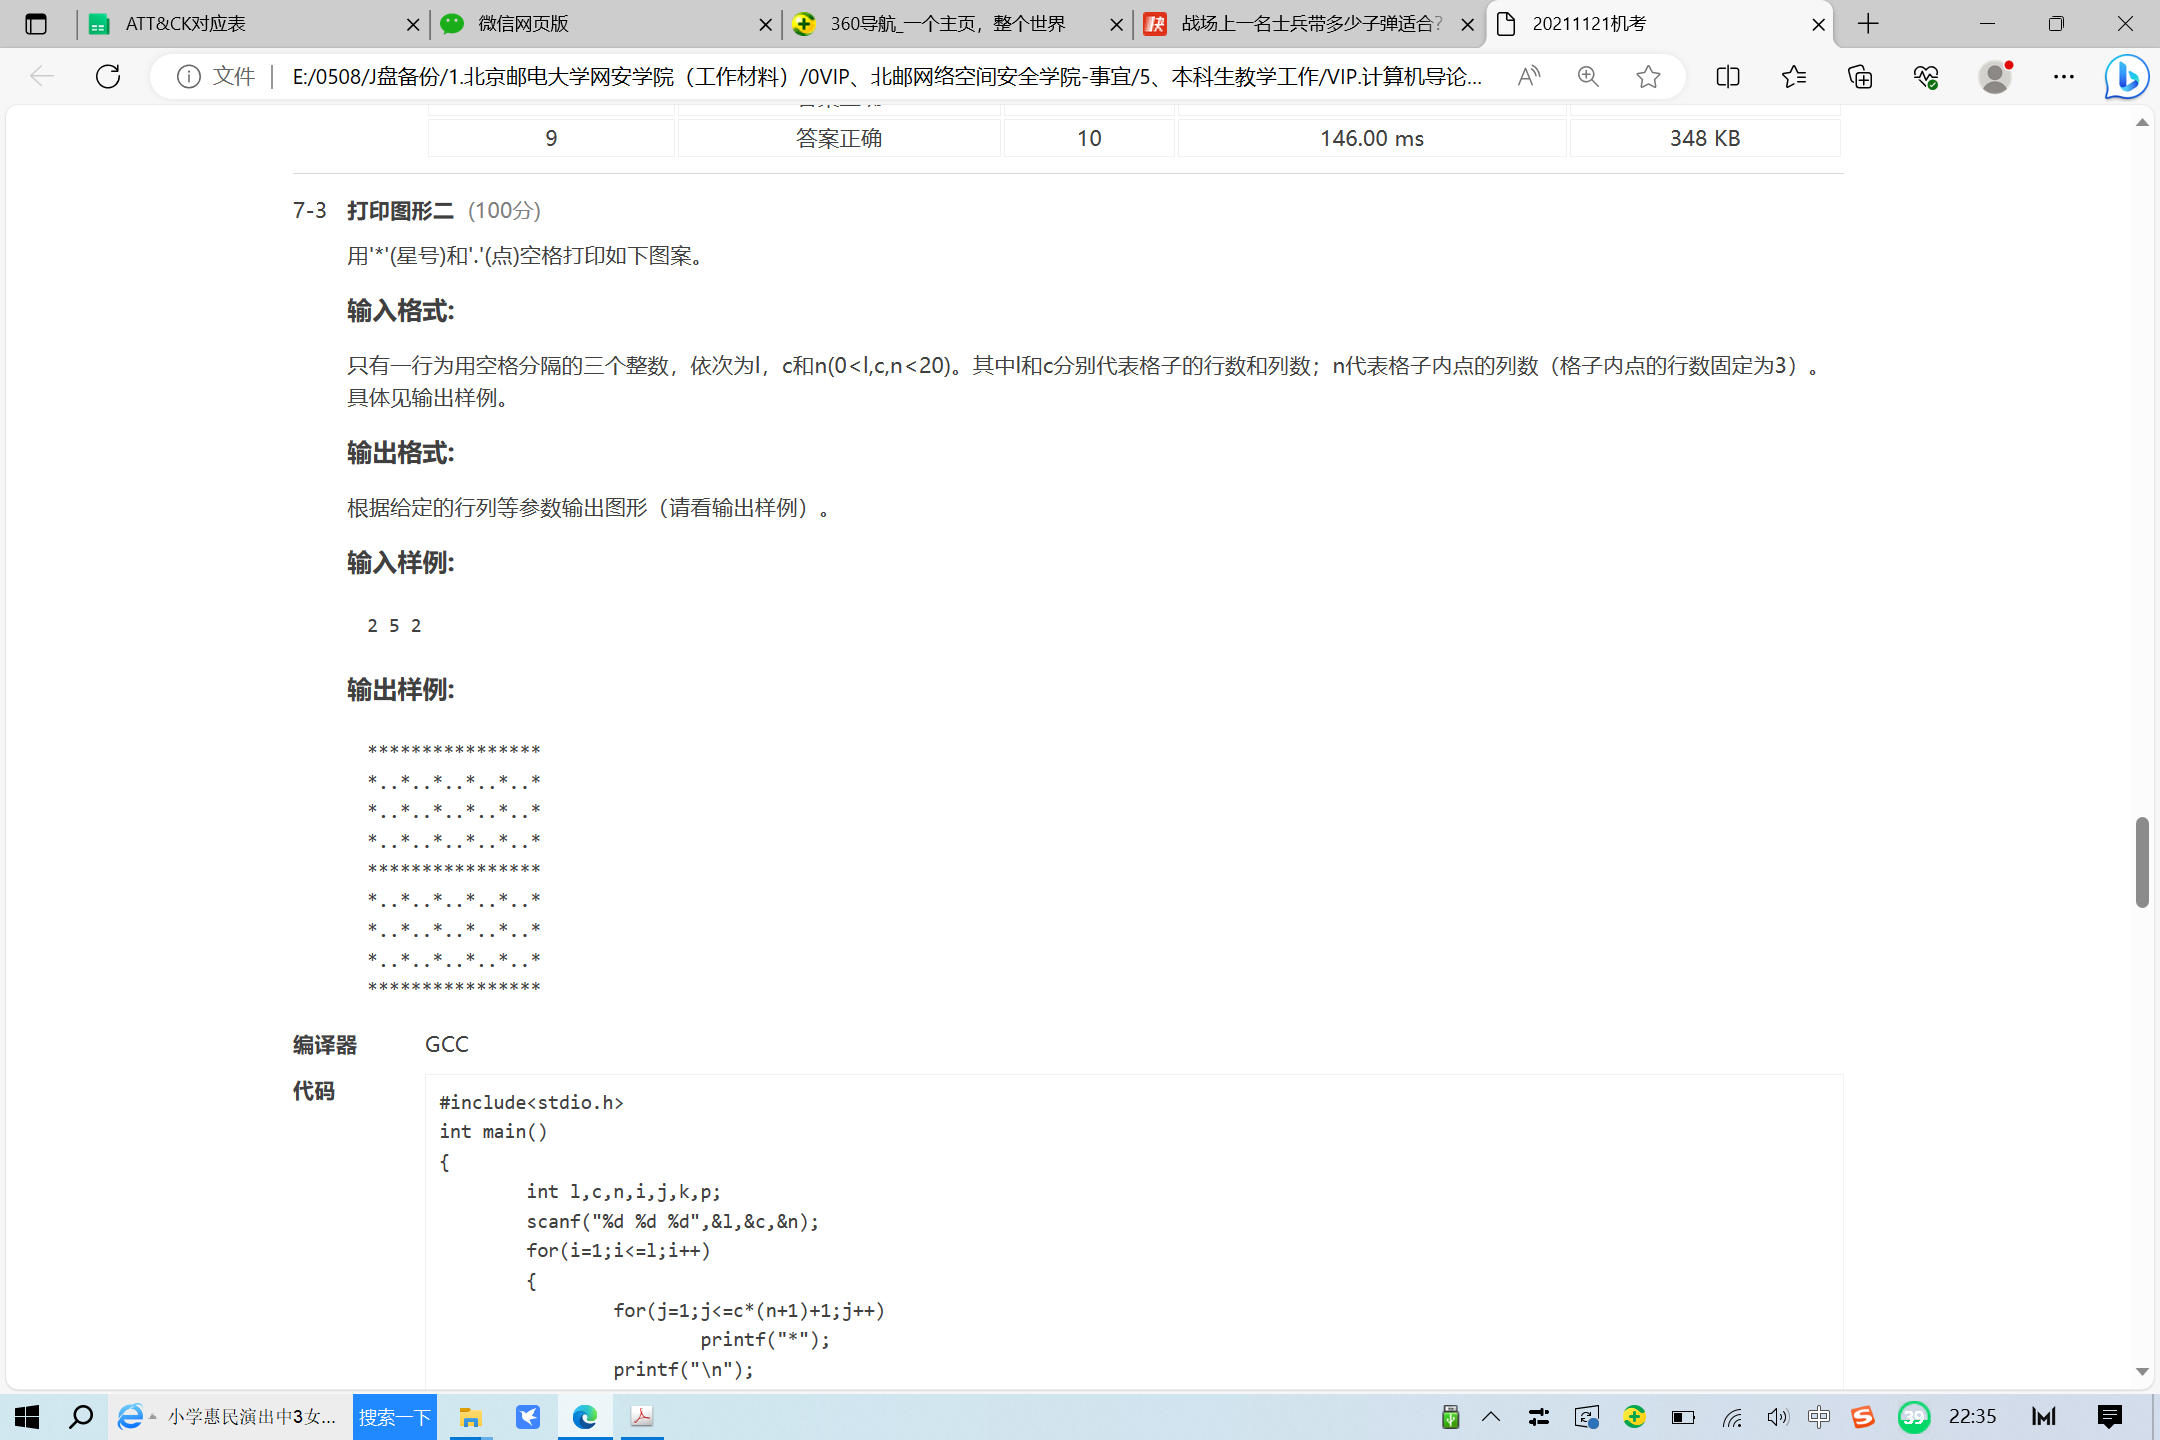 ATT&CK对应表
微信网页版
360导航_一个主页，整个世界
战场上一名士兵带多少子弹适合?
20211121机考
文件
E:/0508/J盘备份/1.北京邮电大学网安学院（工作材料）/0VIP、北邮网络空间安全学院-事宜/5、本科生教学工作/VIP.计算机导论...
9 答案正确 10 146.00 ms 348 KB
7-3 打印图形二 (100分)
用'*'(星号)和'.'(点)空格打印如下图案。
输入格式:
只有一行为用空格分隔的三个整数，依次为l，c和n(0<l,c,n<20)。其中l和c分别代表格子的行数和列数；n代表格子内点的列数（格子内点的行数固定为3）。
具体见输出样例。
输出格式:
根据给定的行列等参数输出图形（请看输出样例）。
输入样例:
2 5 2
输出样例:
****************
*..*..*..*..*..*
*..*..*..*..*..*
*..*..*..*..*..*
****************
*..*..*..*..*..*
*..*..*..*..*..*
*..*..*..*..*..*
****************
编译器 GCC
代码
#include<stdio.h>
int main()
{
int l,c,n,i,j,k,p;
scanf("%d %d %d",&l,&c,&n);
for(i=1;i<=l;i++)
{
for(j=1;j<=c*(n+1)+1;j++)
printf("*");
printf("\n");
小学惠民演出中3女...
搜索一下
中
39
22:35